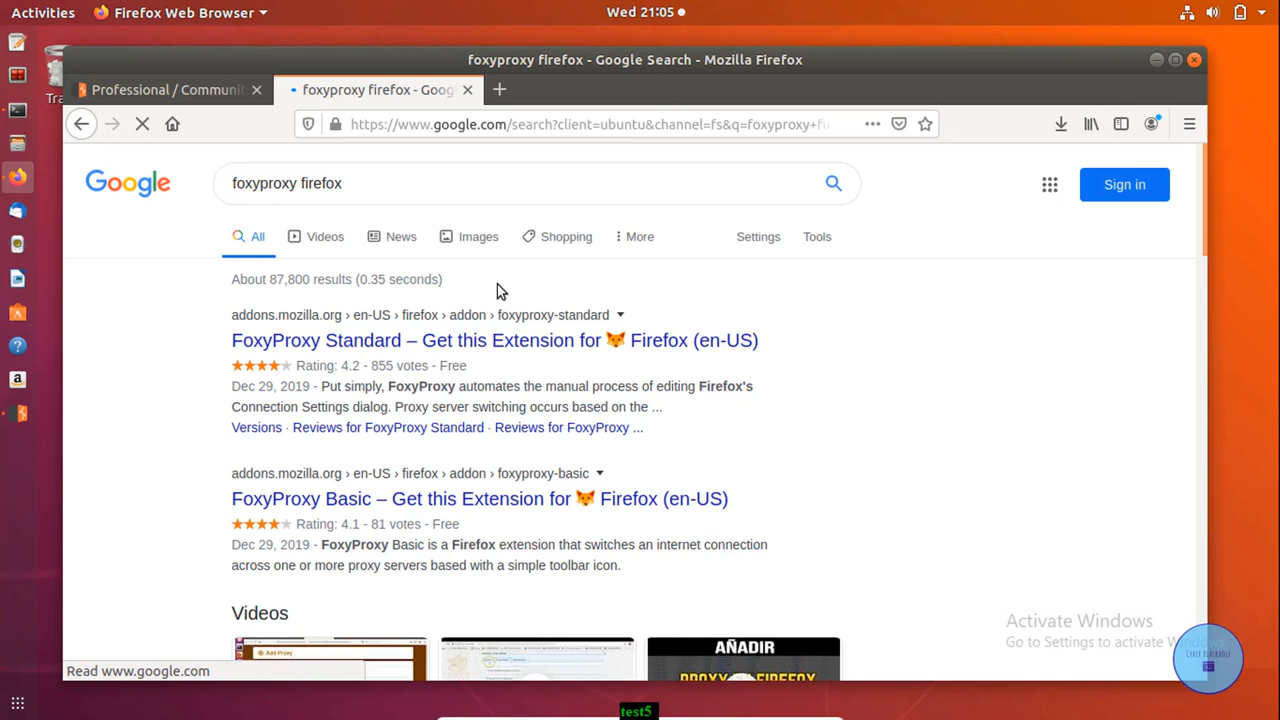 Activities
Firefox Web Browser
Wed 21:05
foxyproxy firefox - Google Search - Mozilla Firefox
Professional / Communit
foxyproxy firefox - Goog
https://www.google.com/search?client=ubuntu&channel=fs&q=foxyproxy+fi
Google
foxyproxy firefox
Sign in
All
Videos
News
Images
Shopping
More
Settings
Tools
About 87,800 results (0.35 seconds)
addons.mozilla.org › en-US › firefox › addon › foxyproxy-standard
FoxyProxy Standard – Get this Extension for 🦊 Firefox (en-US)
Rating: 4.2 - 855 votes - Free
Dec 29, 2019 - Put simply, FoxyProxy automates the manual process of editing Firefox's
Connection Settings dialog. Proxy server switching occurs based on the ...
Versions · Reviews for FoxyProxy Standard · Reviews for FoxyProxy ...
addons.mozilla.org › en-US › firefox › addon › foxyproxy-basic
FoxyProxy Basic – Get this Extension for 🦊 Firefox (en-US)
Rating: 4.1 - 81 votes - Free
Dec 29, 2019 - FoxyProxy Basic is a Firefox extension that switches an internet connection
across one or more proxy servers based with a simple toolbar icon.
Videos
Add Proxy
AÑADIR
PROXY FIREFOX
Activate Windows
Go to Settings to activate Windows
CYBER BLACKHOLE
Read www.google.com
test5